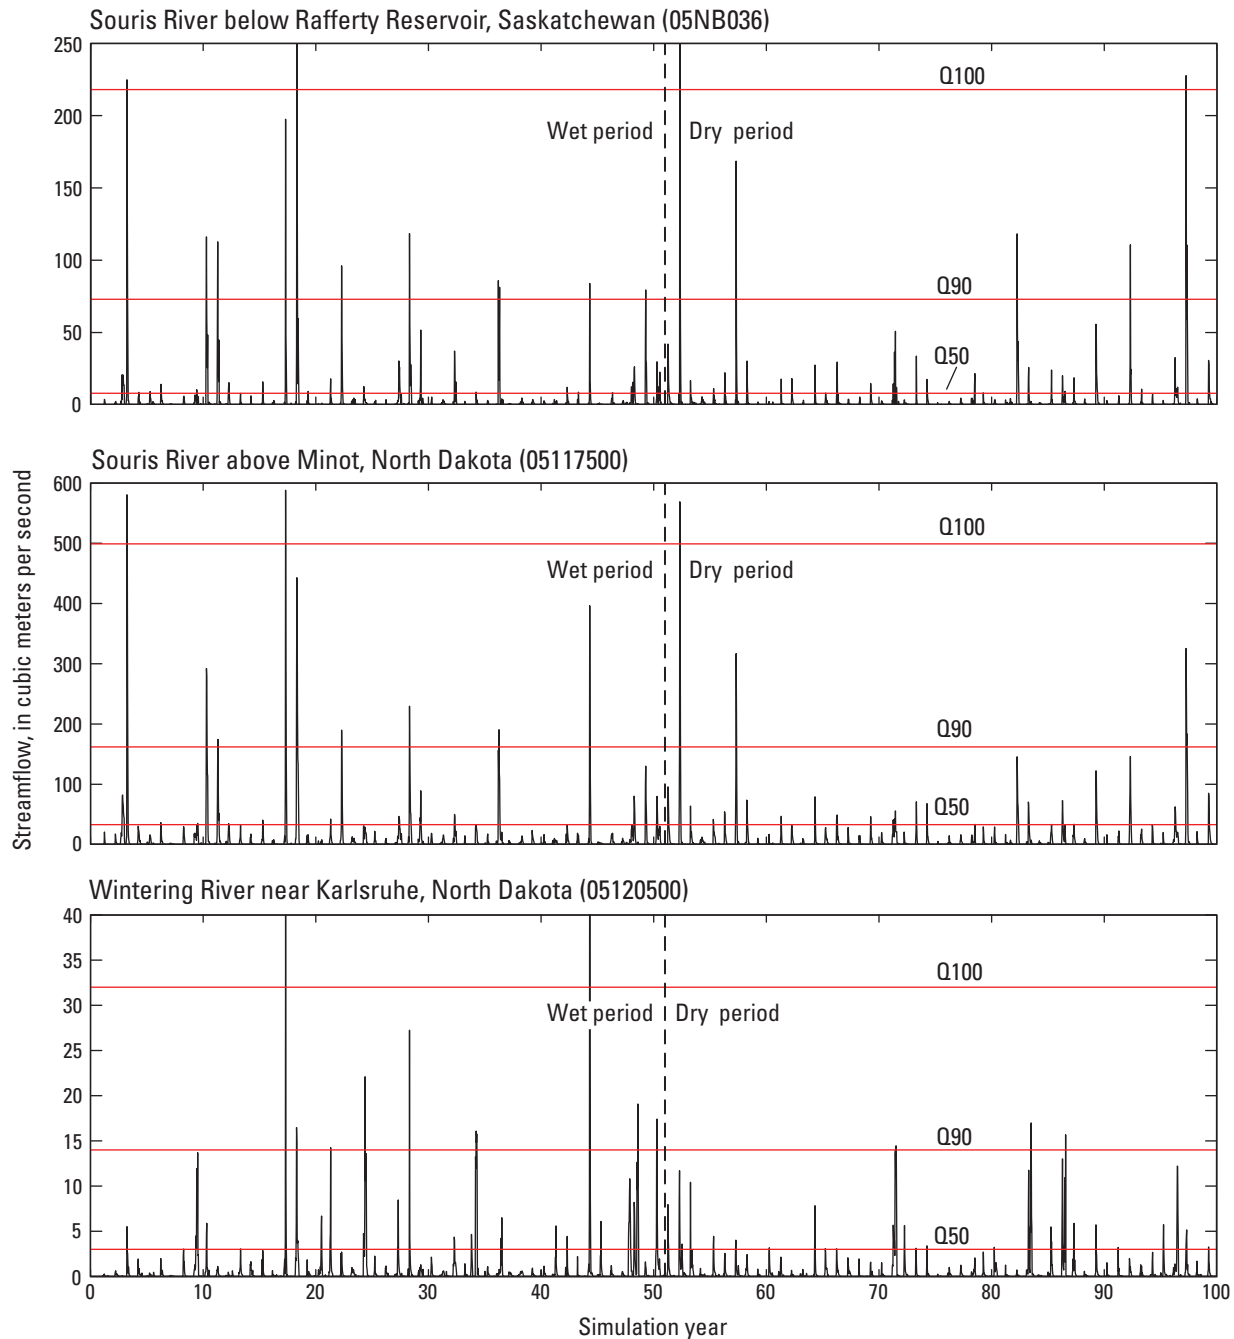 Souris River below Rafferty Reservoir, Saskatchewan (05NB036)
250
Q100
200
Wet period Dry period
150
100
Q90
50
Q50
0
Souris River above Minot, North Dakota (05117500)
600
Q100
500
Wet period Dry period
400
300
200
Q90
100
Q50
0
Streamflow, in cubic meters per second
Wintering River near Karlsruhe, North Dakota (05120500)
40
35
Q100
30
Wet period Dry period
25
20
15
Q90
10
5
Q50
0
0 10 20 30 40 50 60 70 80 90 100
Simulation year